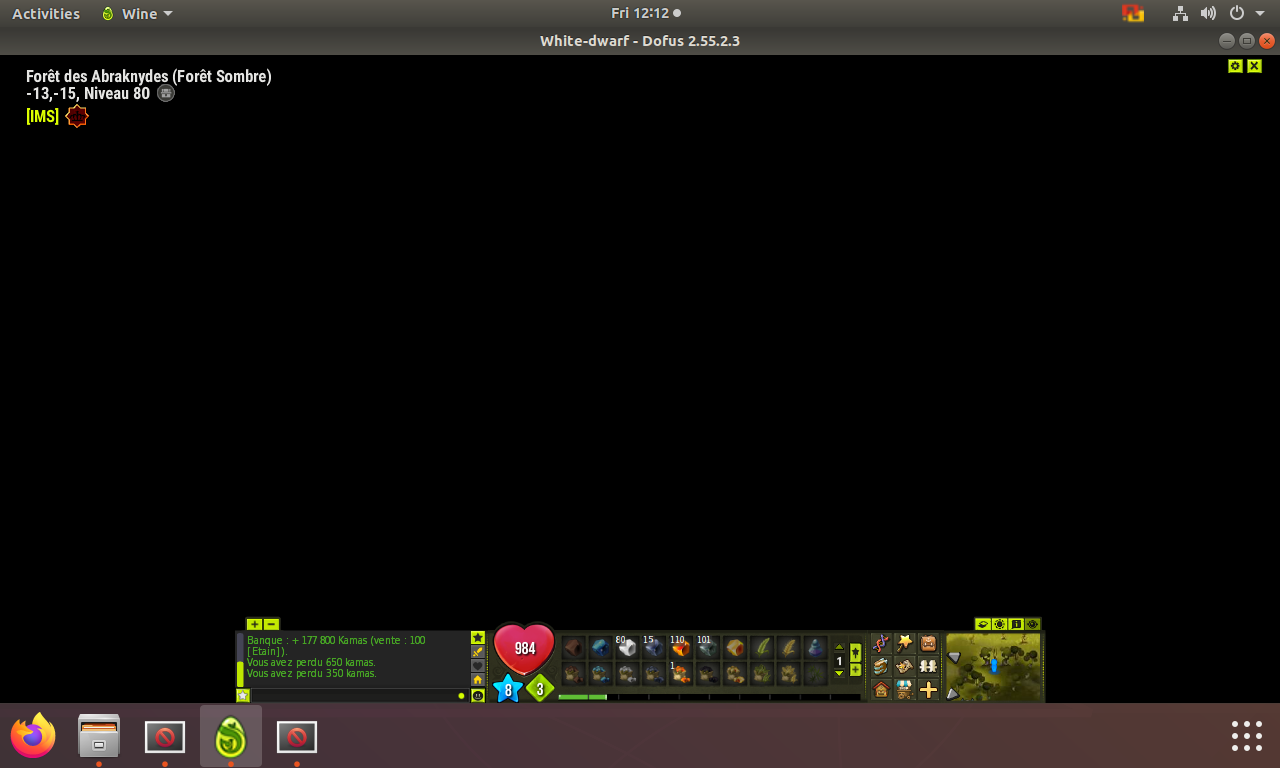 Activities
Wine
Fri 12:12
White-dwarf - Dofus 2.55.2.3
Forêt des Abraknydes (Forêt Sombre)
-13,-15, Niveau 80
[IMS]
Banque : + 177 800 Kamas (vente : 100
[Etain]).
Vous avez perdu 650 kamas.
Vous avez perdu 350 kamas.
984
8
3
80
15
110
101
1
1